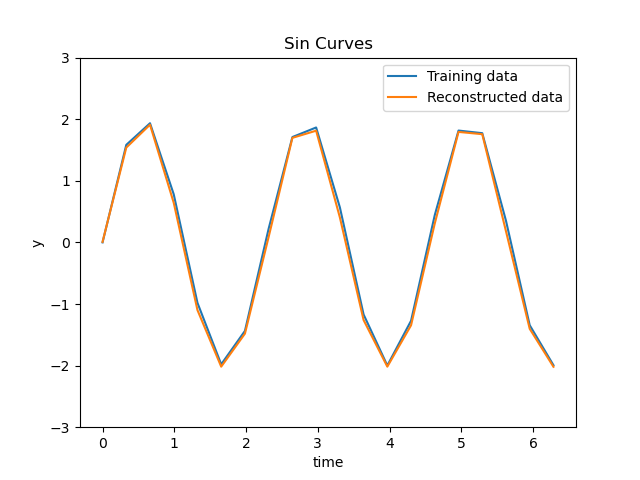 Sin Curves
Training data
Reconstructed data
3
2
1
0
−1
−2
−3
y
0 1 2 3 4 5 6
time